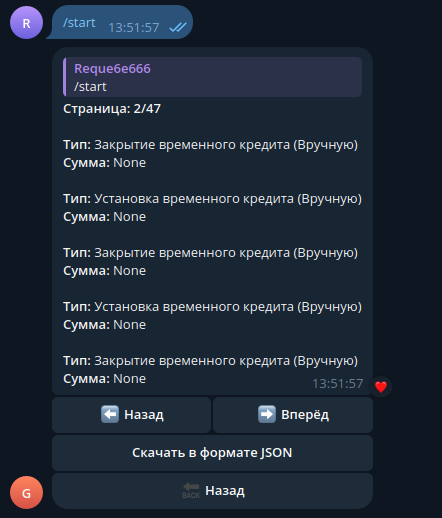 R
/start
13:51:57
Reque6e666
/start
Страница: 2/47
Тип: Закрытие временного кредита (Вручную)
Сумма: None
Тип: Установка временного кредита (Вручную)
Сумма: None
Тип: Закрытие временного кредита (Вручную)
Сумма: None
Тип: Установка временного кредита (Вручную)
Сумма: None
Тип: Закрытие временного кредита (Вручную)
Сумма: None
13:51:57
Назад
Вперёд
Скачать в формате JSON
BACK Назад
G